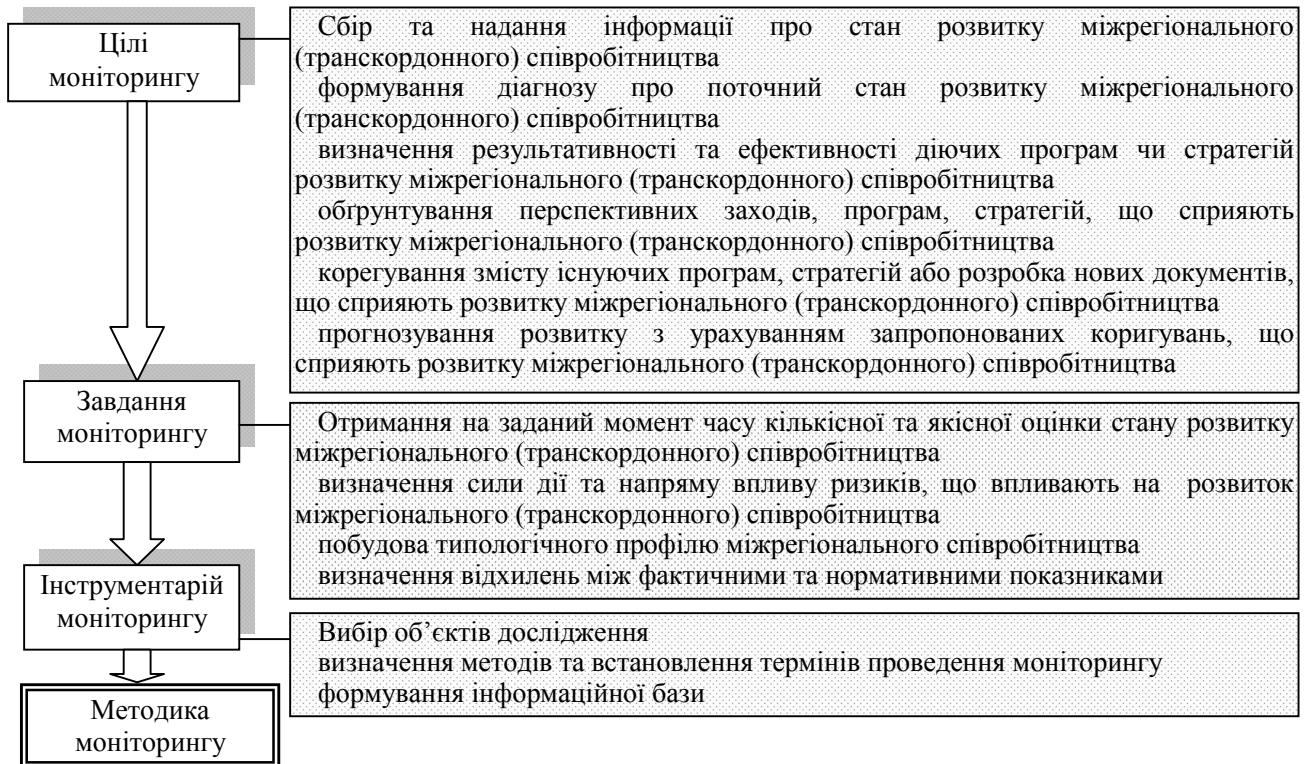 Цілі
моніторингу
Сбір та надання інформації про стан розвитку міжрегіонального
(транскордонного) співробітництва
формування діагнозу про поточний стан розвитку міжрегіонального
(транскордонного) співробітництва
визначення результативності та ефективності діючих програм чи стратегій
розвитку міжрегіонального (транскордонного) співробітництва
обґрунтування перспективних заходів, програм, стратегій, що сприяють
розвитку міжрегіонального (транскордонного) співробітництва
корегування змісту існуючих програм, стратегій або розробка нових документів,
що сприяють розвитку міжрегіонального (транскордонного) співробітництва
прогнозування розвитку з урахуванням запропонованих коригувань, що
сприяють розвитку міжрегіонального (транскордонного) співробітництва
Завдання
моніторингу
Отримання на заданий момент часу кількісної та якісної оцінки стану розвитку
міжрегіонального (транскордонного) співробітництва
визначення сили дії та напряму впливу ризиків, що впливають на розвиток
міжрегіонального (транскордонного) співробітництва
побудова типологічного профілю міжрегіонального співробітництва
визначення відхилень між фактичними та нормативними показниками
Інструментарій
моніторингу
Вибір об’єктів дослідження
визначення методів та встановлення термінів проведення моніторингу
формування інформаційної бази
Методика
моніторингу